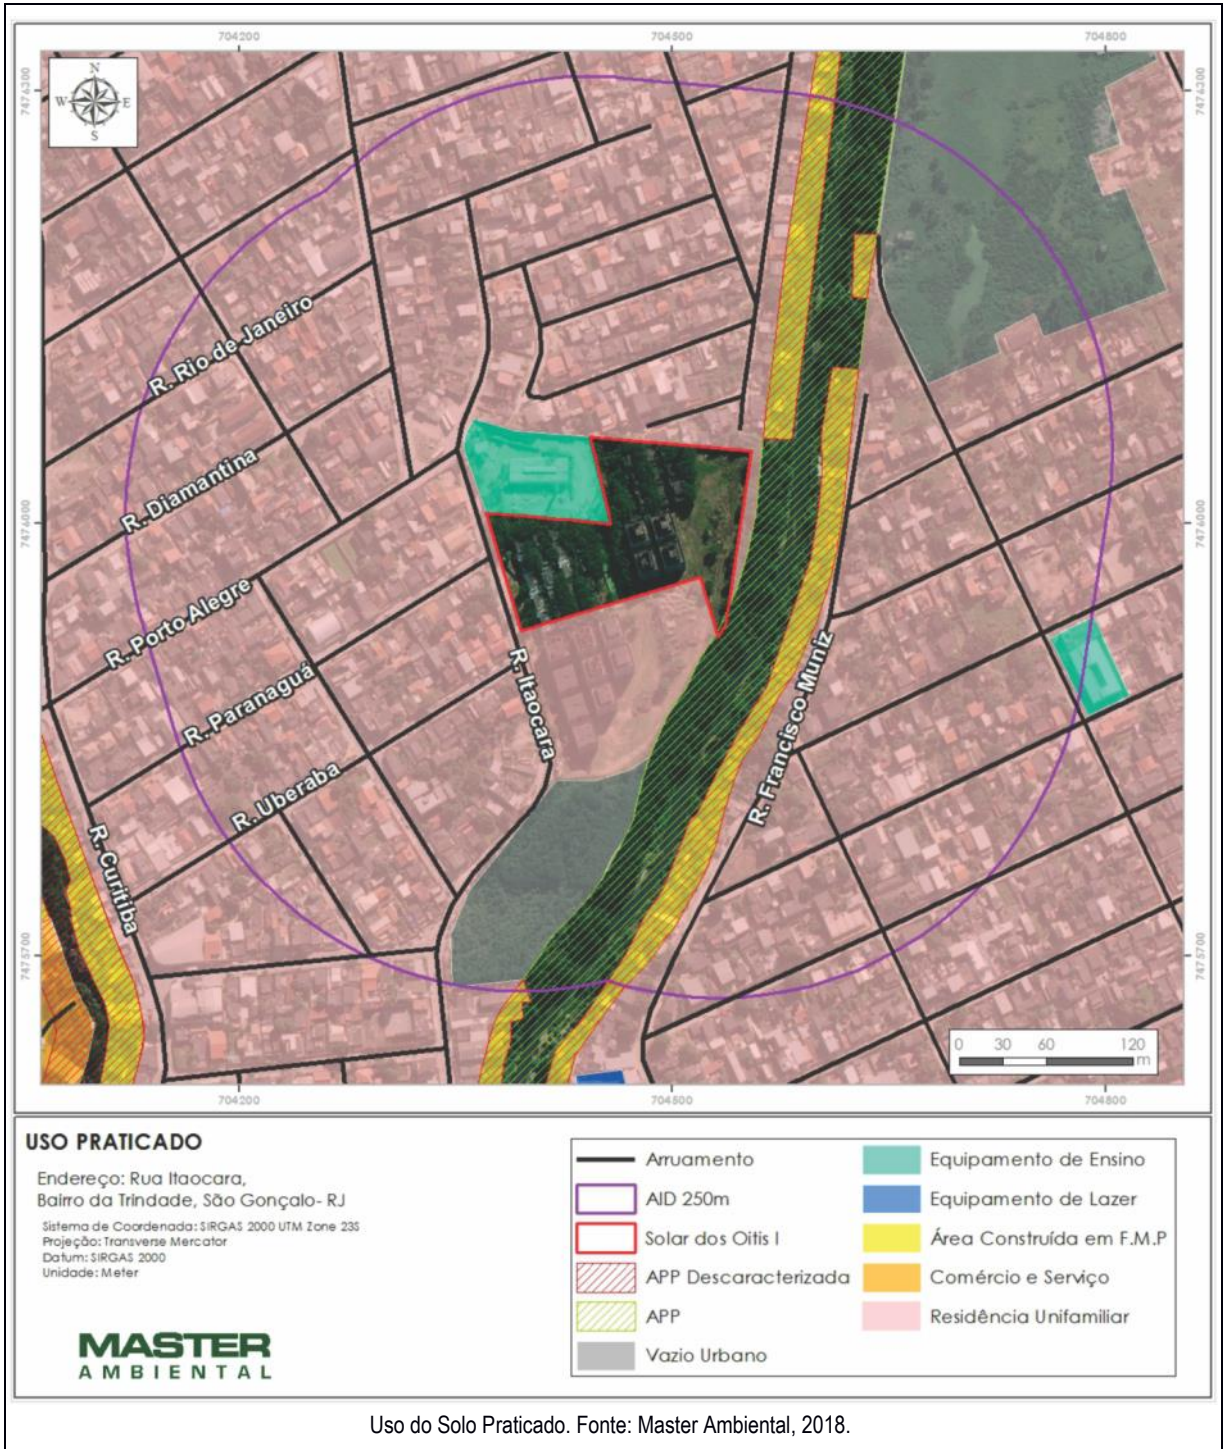 704200 704500 704800
7476300 7476300
N
W E
S
R. Rio de Janeiro
R. Diamantina
7476000 7476000
R. Porto Alegre
R. Paranaguá
R. Itaocara
R. Francisco Muniz
R. Uberaba
R. Curitiba
7475700 7475700
0 30 60 120
m
704200 704500 704800
USO PRATICADO
Endereço: Rua Itaocara,
Bairro da Trindade, São Gonçalo- RJ
Sistema de Coordenada: SIRGAS 2000 UTM Zone 23S
Projeção: Transverse Mercator
Datum: SIRGAS 2000
Unidade: Meter
MASTER
AMBIENTAL
Arruamento
AID 250m
Solar dos Oitis I
APP Descaracterizada
APP
Vazio Urbano
Equipamento de Ensino
Equipamento de Lazer
Área Construída em F.M.P
Comércio e Serviço
Residência Unifamiliar
Uso do Solo Praticado. Fonte: Master Ambiental, 2018.